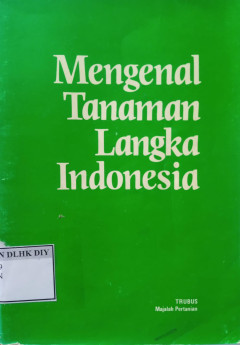 Mengenal
Tanaman
Langka
Indonesia
N DLHK DIY
TRUBUS
Majalah Pertanian